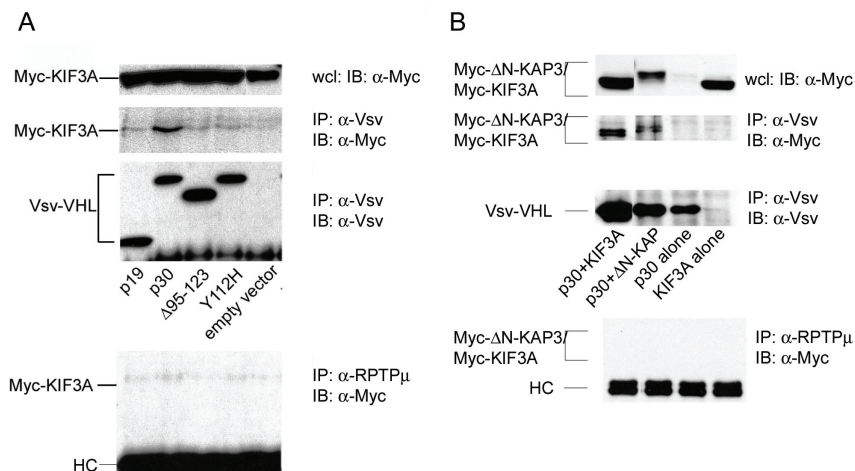 A
Myc-KIF3A
wcl: IB: α-Myc
Myc-KIF3A
IP: α-Vsv
IB: α-Myc
Vsv-VHL
IP: α-Vsv
IB: α-Vsv
p19
p30
Δ95-123
Y112H
empty vector
Myc-KIF3A
IP: α-RPTPμ
IB: α-Myc
HC
B
Myc-ΔN-KAP3/
Myc-KIF3A
wcl: IB: α-Myc
Myc-ΔN-KAP3/
Myc-KIF3A
IP: α-Vsv
IB: α-Myc
Vsv-VHL
IP: α-Vsv
IB: α-Vsv
p30+KIF3A
p30+ΔN-KAP
p30 alone
KIF3A alone
Myc-ΔN-KAP3/
Myc-KIF3A
IP: α-RPTPμ
IB: α-Myc
HC